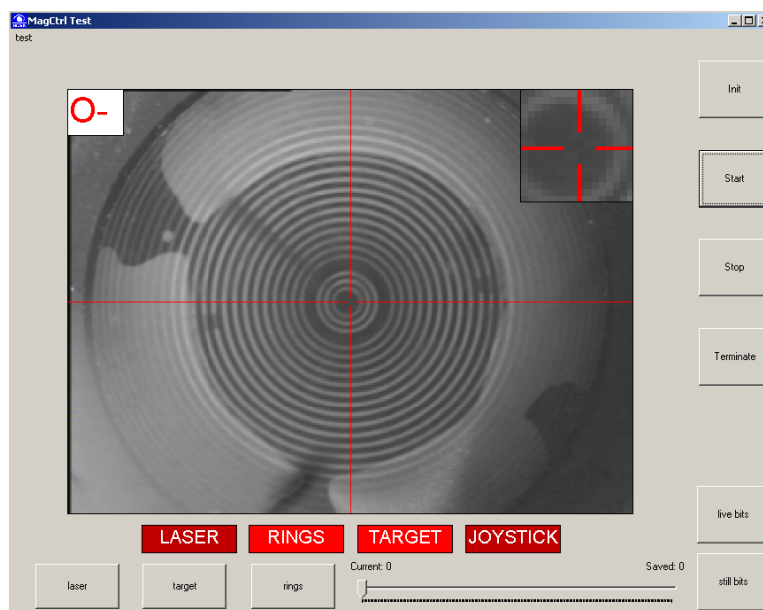 MagCtrl Test
test
O-
Init
Start
Stop
Terminate
live bits
still bits
LASER RINGS TARGET JOYSTICK
Current: 0 Saved: 0
laser target rings